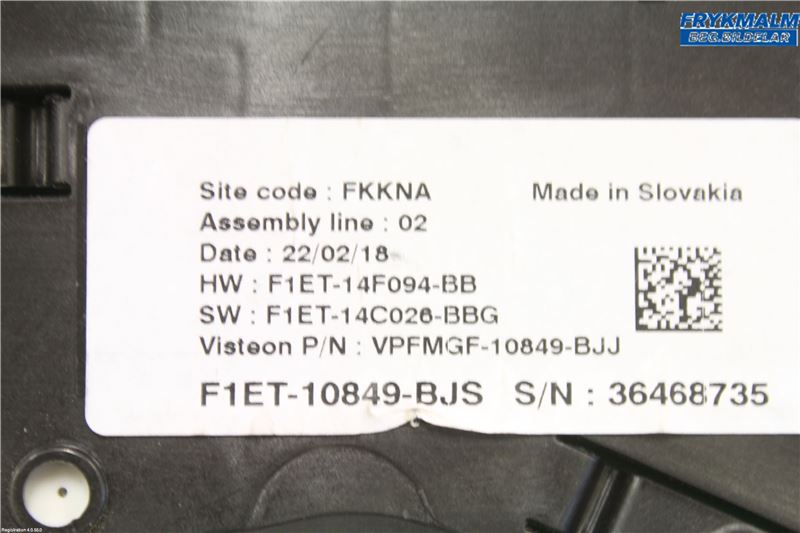 FRYKMALM
BEG.BILDELAR
Site code : FKKNA Made in Slovakia
Assembly line : 02
Date : 22/02/18
HW : F1ET-14F094-BB
SW : F1ET-14C026-BBG
Visteon P/N : VPFMGF-10849-BJJ
F1ET-10849-BJS S/N : 36468735